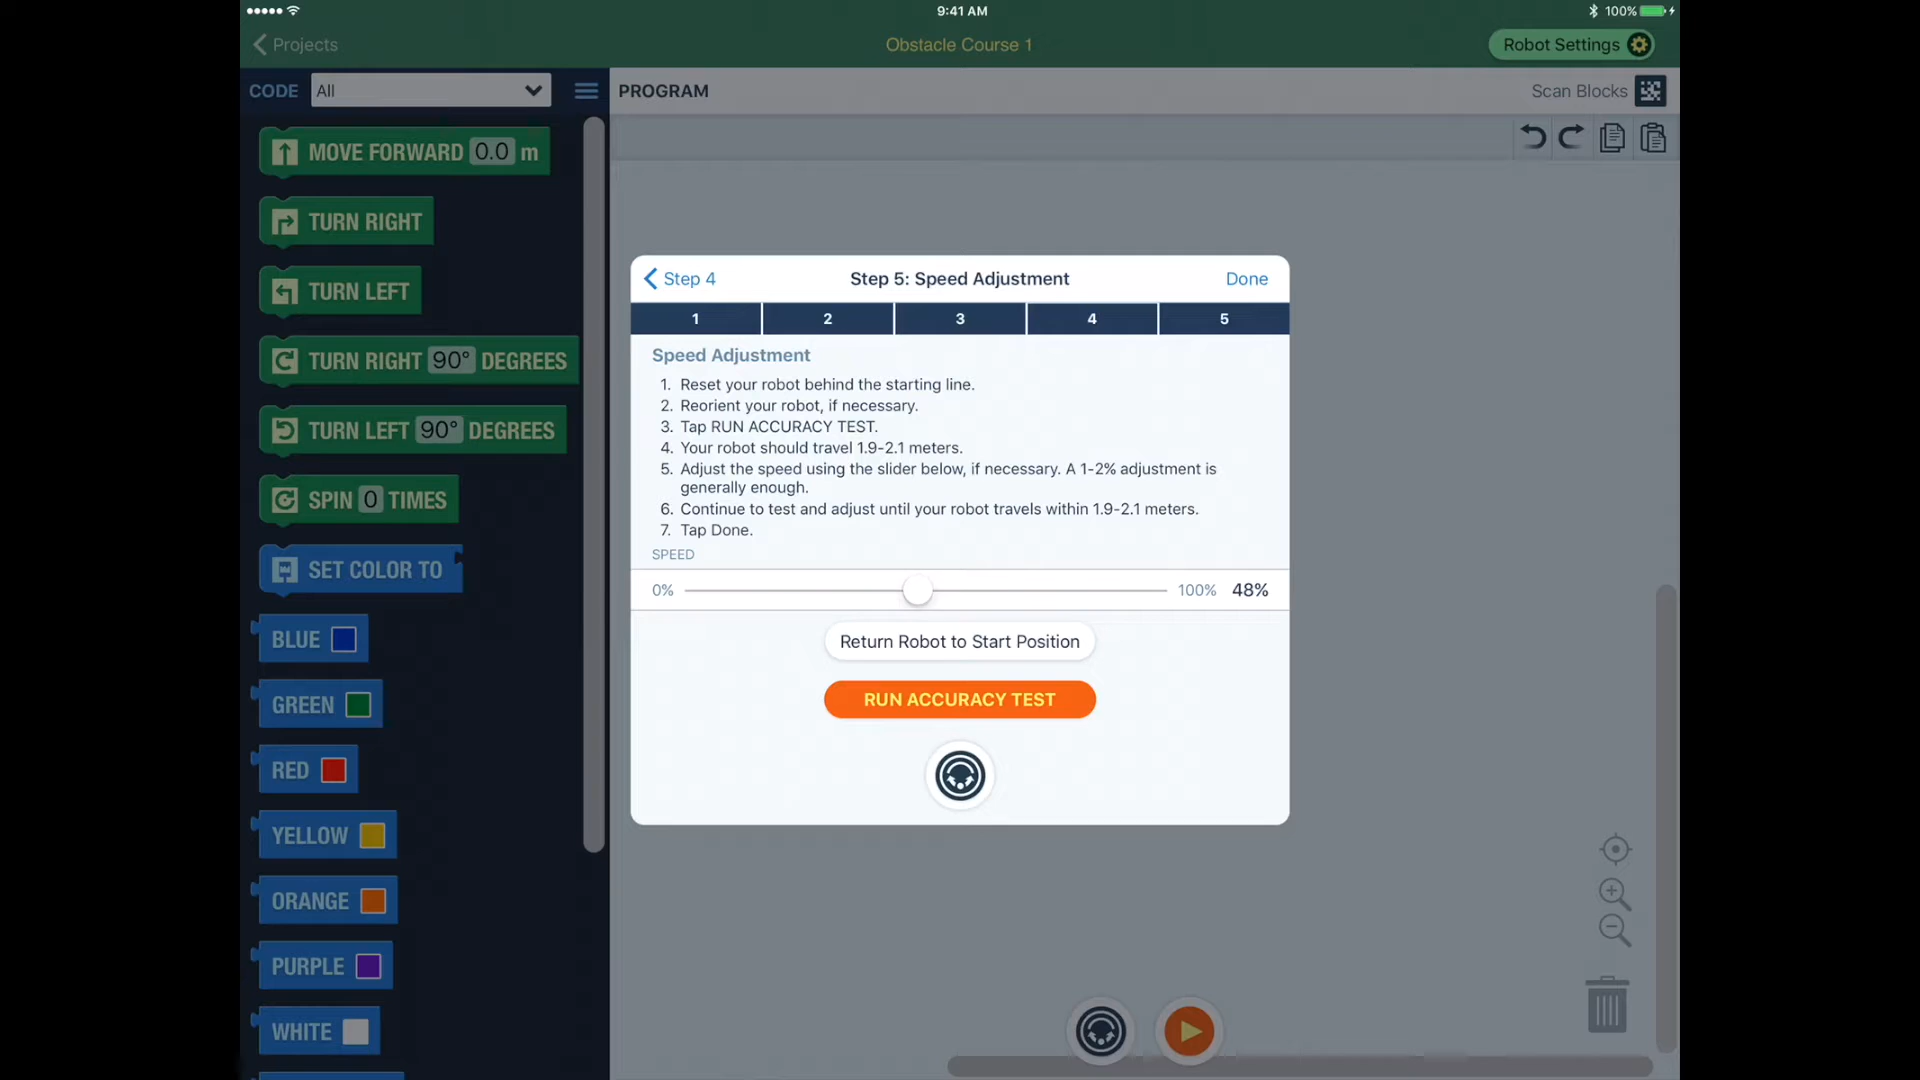 9:41 AM
100%
Projects
Obstacle Course 1
Robot Settings
CODE
All
PROGRAM
Scan Blocks
MOVE FORWARD 0.0 m
TURN RIGHT
TURN LEFT
TURN RIGHT 90° DEGREES
TURN LEFT 90° DEGREES
SPIN 0 TIMES
SET COLOR TO
BLUE
GREEN
RED
YELLOW
ORANGE
PURPLE
WHITE
Step 4
Step 5: Speed Adjustment
Done
1 2 3 4 5
Speed Adjustment
1. Reset your robot behind the starting line.
2. Reorient your robot, if necessary.
3. Tap RUN ACCURACY TEST.
4. Your robot should travel 1.9-2.1 meters.
5. Adjust the speed using the slider below, if necessary. A 1-2% adjustment is
generally enough.
6. Continue to test and adjust until your robot travels within 1.9-2.1 meters.
7. Tap Done.
SPEED
0% 100% 48%
Return Robot to Start Position
RUN ACCURACY TEST